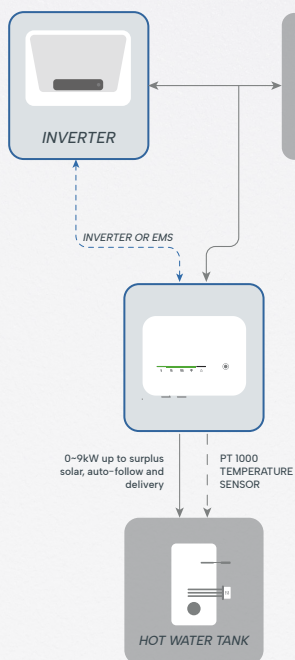 INVERTER
INVERTER OR EMS
0~9kW up to surplus
solar, auto-follow and
delivery
PT 1000
TEMPERATURE
SENSOR
HOT WATER TANK